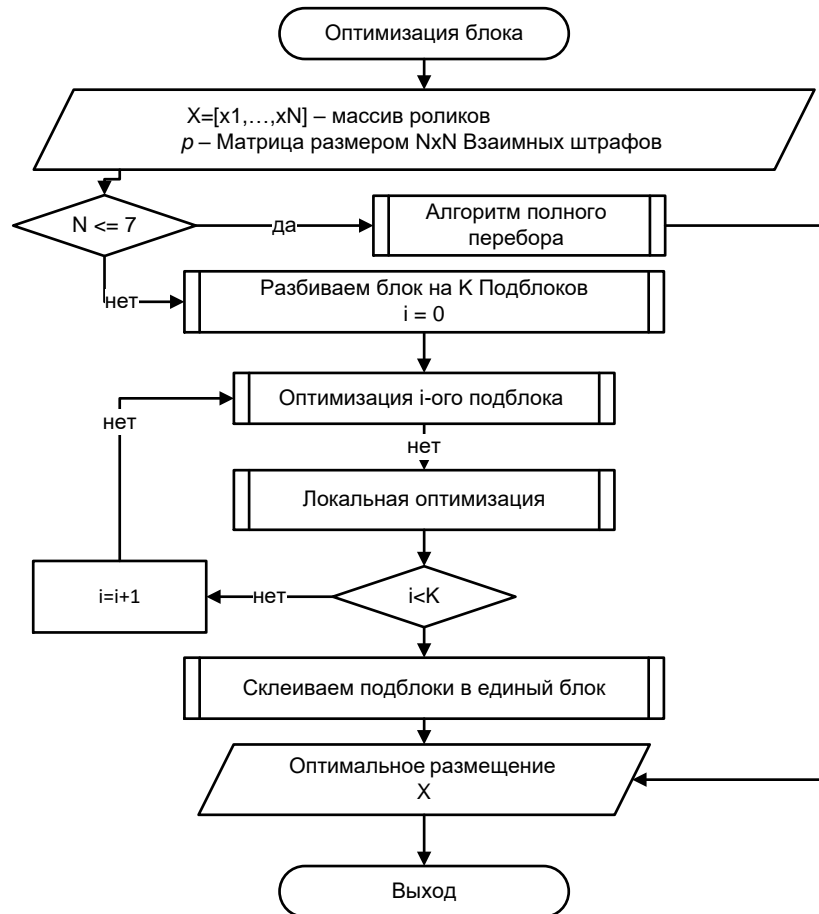 Оптимизация блока
X=[x1,…,xN] – массив роликов
p – Матрица размером NxN Взаимных штрафов
N <= 7
да
Алгоритм полного
перебора
нет
Разбиваем блок на K Подблоков
i = 0
Оптимизация i-ого подблока
нет
нет
Локальная оптимизация
i=i+1
нет
i<K
Склеиваем подблоки в единый блок
Оптимальное размещение
X
Выход